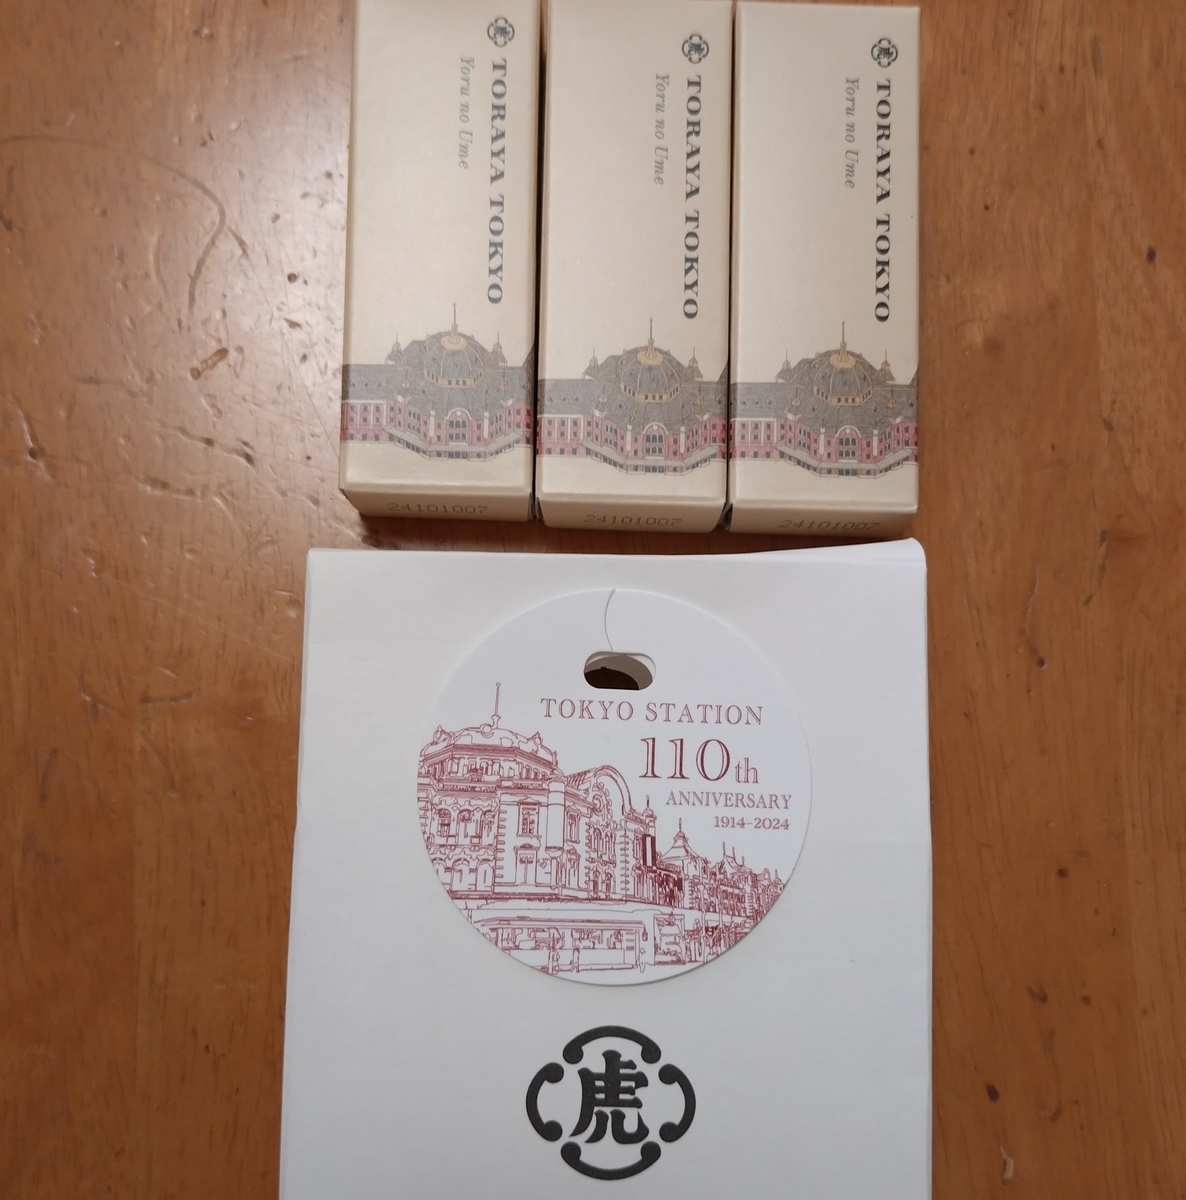 虎 TORAYA TOKYO
Yoru no Ume
24101007
虎 TORAYA TOKYO
Yoru no Ume
24101007
虎 TORAYA TOKYO
Yoru no Ume
24101007
TOKYO STATION
110th
ANNIVERSARY
1914-2024
虎